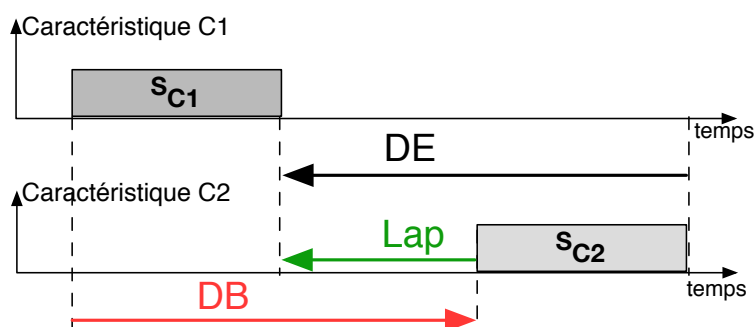 Caractéristique C1
SC1
temps
DE
Caractéristique C2
Lap
SC2
temps
DB